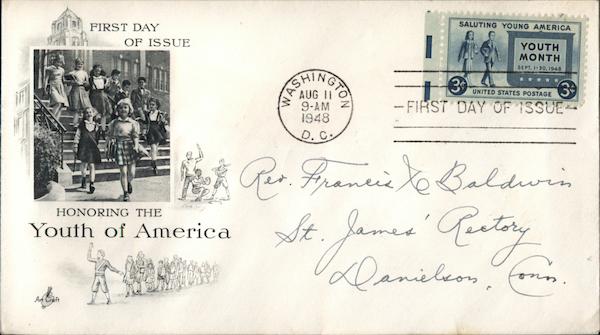 FIRST DAY
OF ISSUE
HONORING THE
Youth of America
Art Craft
WASHINGTON
AUG 11
9-AM
1948
D. C.
SALUTING YOUNG AMERICA
YOUTH
MONTH
SEPT. 1-30, 1948
3¢ 3¢
UNITED STATES POSTAGE
FIRST DAY OF ISSUE
Rev. Francis X Baldwin
St. James' Rectory
Danielson, Conn.